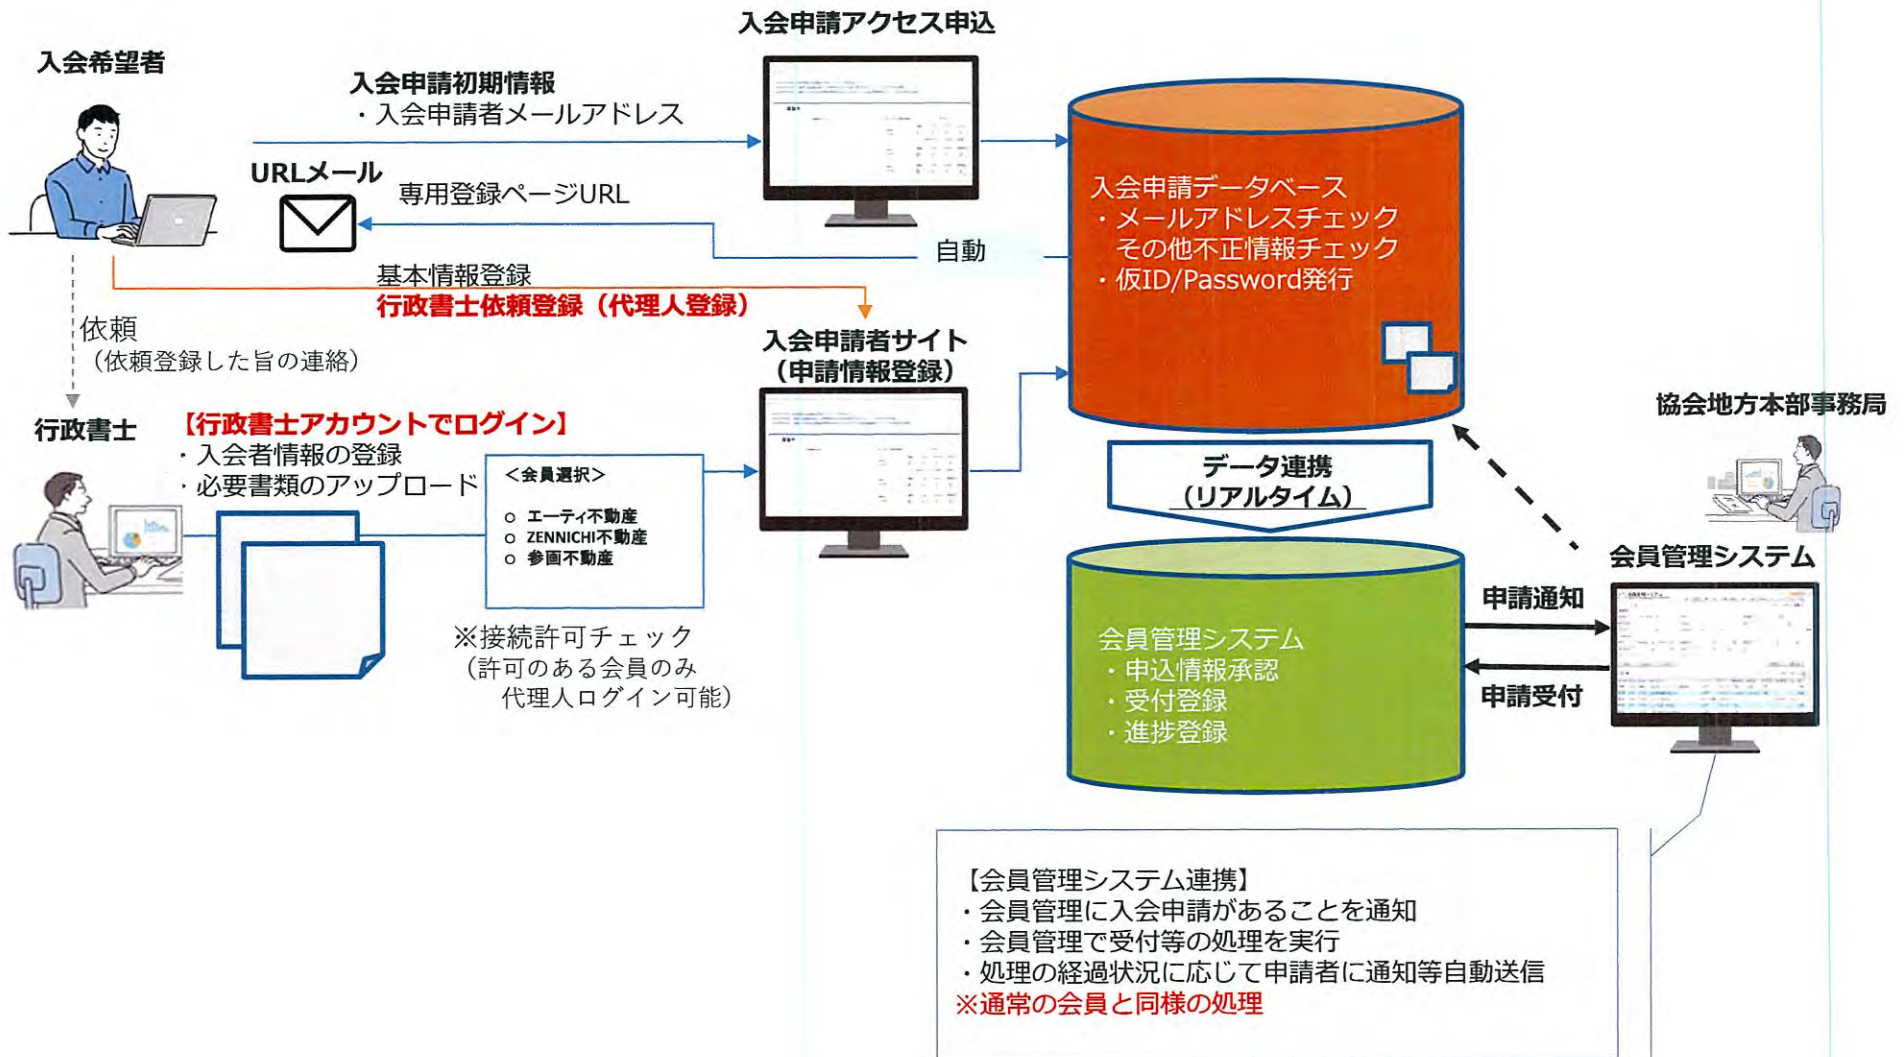 入会申請アクセス申込
入会希望者
入会申請初期情報
・入会申請者メールアドレス
URLメール
専用登録ページURL
自動
基本情報登録
行政書士依頼登録（代理人登録）
依頼
（依頼登録した旨の連絡）
入会申請データベース
・メールアドレスチェック
その他不正情報チェック
・仮ID/Password発行
入会申請者サイト
（申請情報登録）
行政書士
【行政書士アカウントでログイン】
・入会者情報の登録
・必要書類のアップロード
＜会員選択＞
○ エーティ不動産
○ ZENNICHI不動産
○ 参画不動産
※接続許可チェック
（許可のある会員のみ
代理人ログイン可能）
データ連携
（リアルタイム）
協会地方本部事務局
会員管理システム
申請通知
申請受付
会員管理システム
・申込情報承認
・受付登録
・進捗登録
【会員管理システム連携】
・会員管理に入会申請があることを通知
・会員管理で受付等の処理を実行
・処理の経過状況に応じて申請者に通知等自動送信
※通常の会員と同様の処理